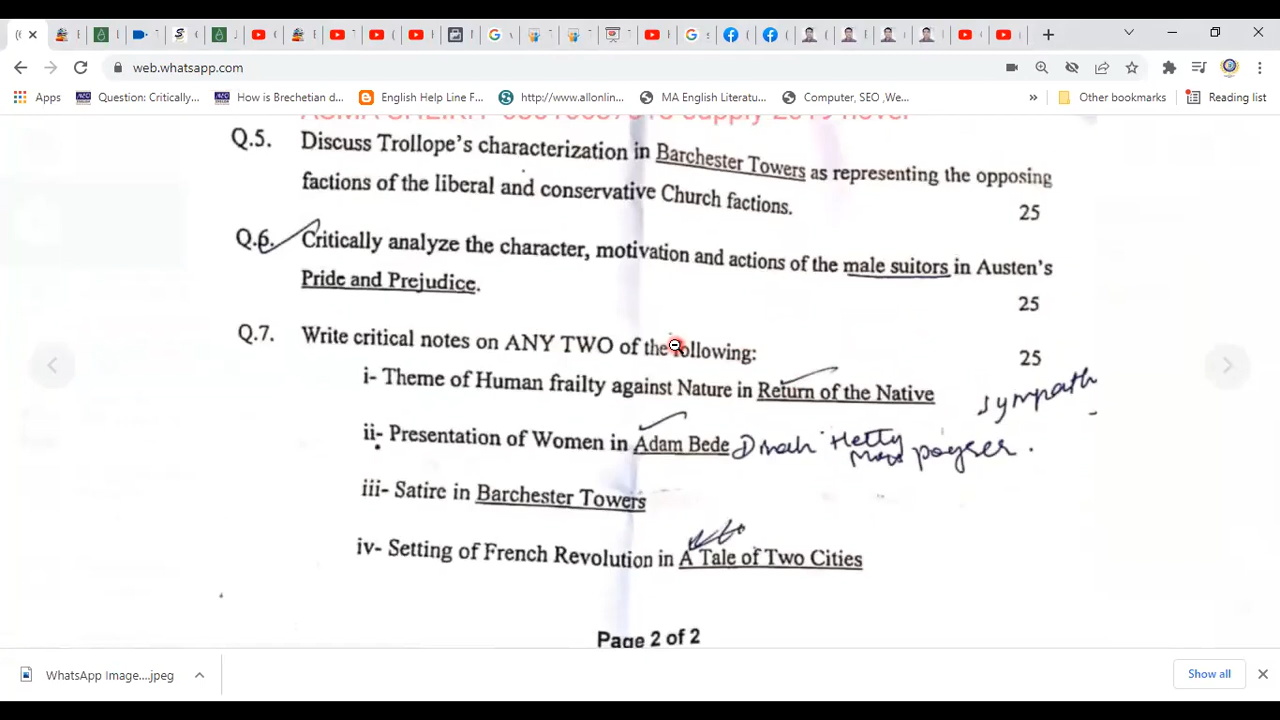 web.whatsapp.com
Apps
Question: Critically...
How is Brechetian d...
English Help Line F...
http://www.allonlin...
MA English Literatu...
Computer, SEO ,We...
»
Other bookmarks
Reading list
Q.5. Discuss Trollope's characterization in Barchester Towers as representing the opposing
factions of the liberal and conservative Church factions.
25
Q.6. Critically analyze the character, motivation and actions of the male suitors in Austen's
Pride and Prejudice.
25
Q.7. Write critical notes on ANY TWO of the following:
25
i- Theme of Human frailty against Nature in Return of the Native
sympath
ii- Presentation of Women in Adam Bede Dinah Hetty
poyser.
iii- Satire in Barchester Towers
iv- Setting of French Revolution in A Tale of Two Cities
Page 2 of 2
WhatsApp Image....jpeg
Show all